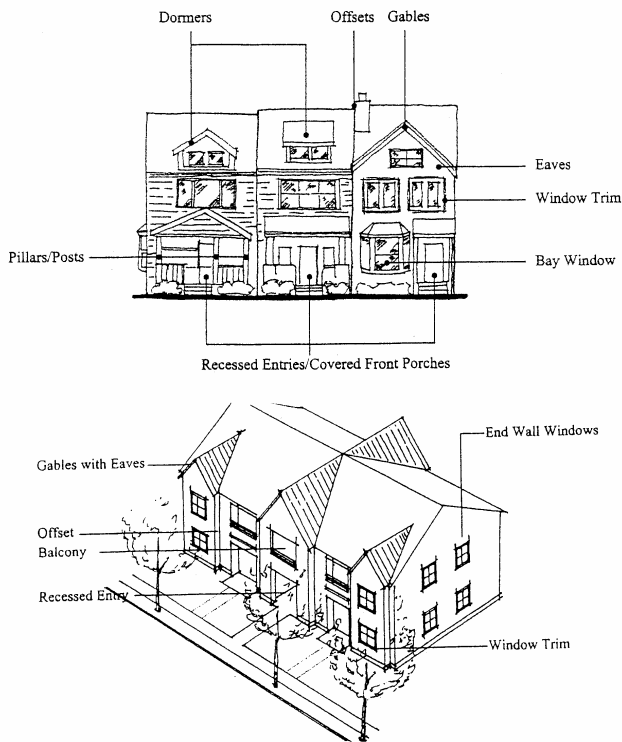 Dormers
Offsets
Gables
Eaves
Window Trim
Pillars/Posts
Bay Window
Recessed Entries/Covered Front Porches
End Wall Windows
Gables with Eaves
Offset
Balcony
Recessed Entry
Window Trim